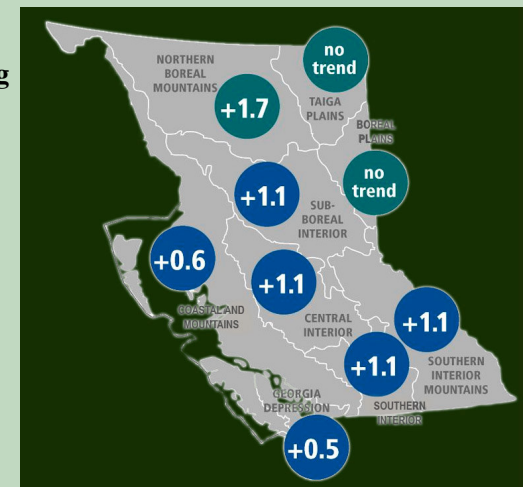 g
no
trend
NORTHERN
BOREAL
MOUNTAINS
+1.7
TAIGA
PLAINS
BOREAL
PLAINS
no
trend
+1.1
SUB-
BOREAL
INTERIOR
+0.6
+1.1
COASTAL AND
MOUNTAINS
CENTRAL
INTERIOR
+1.1
+1.1
SOUTHERN
INTERIOR
MOUNTAINS
GEORGIA
DEPRESSION
SOUTHERN
INTERIOR
+0.5